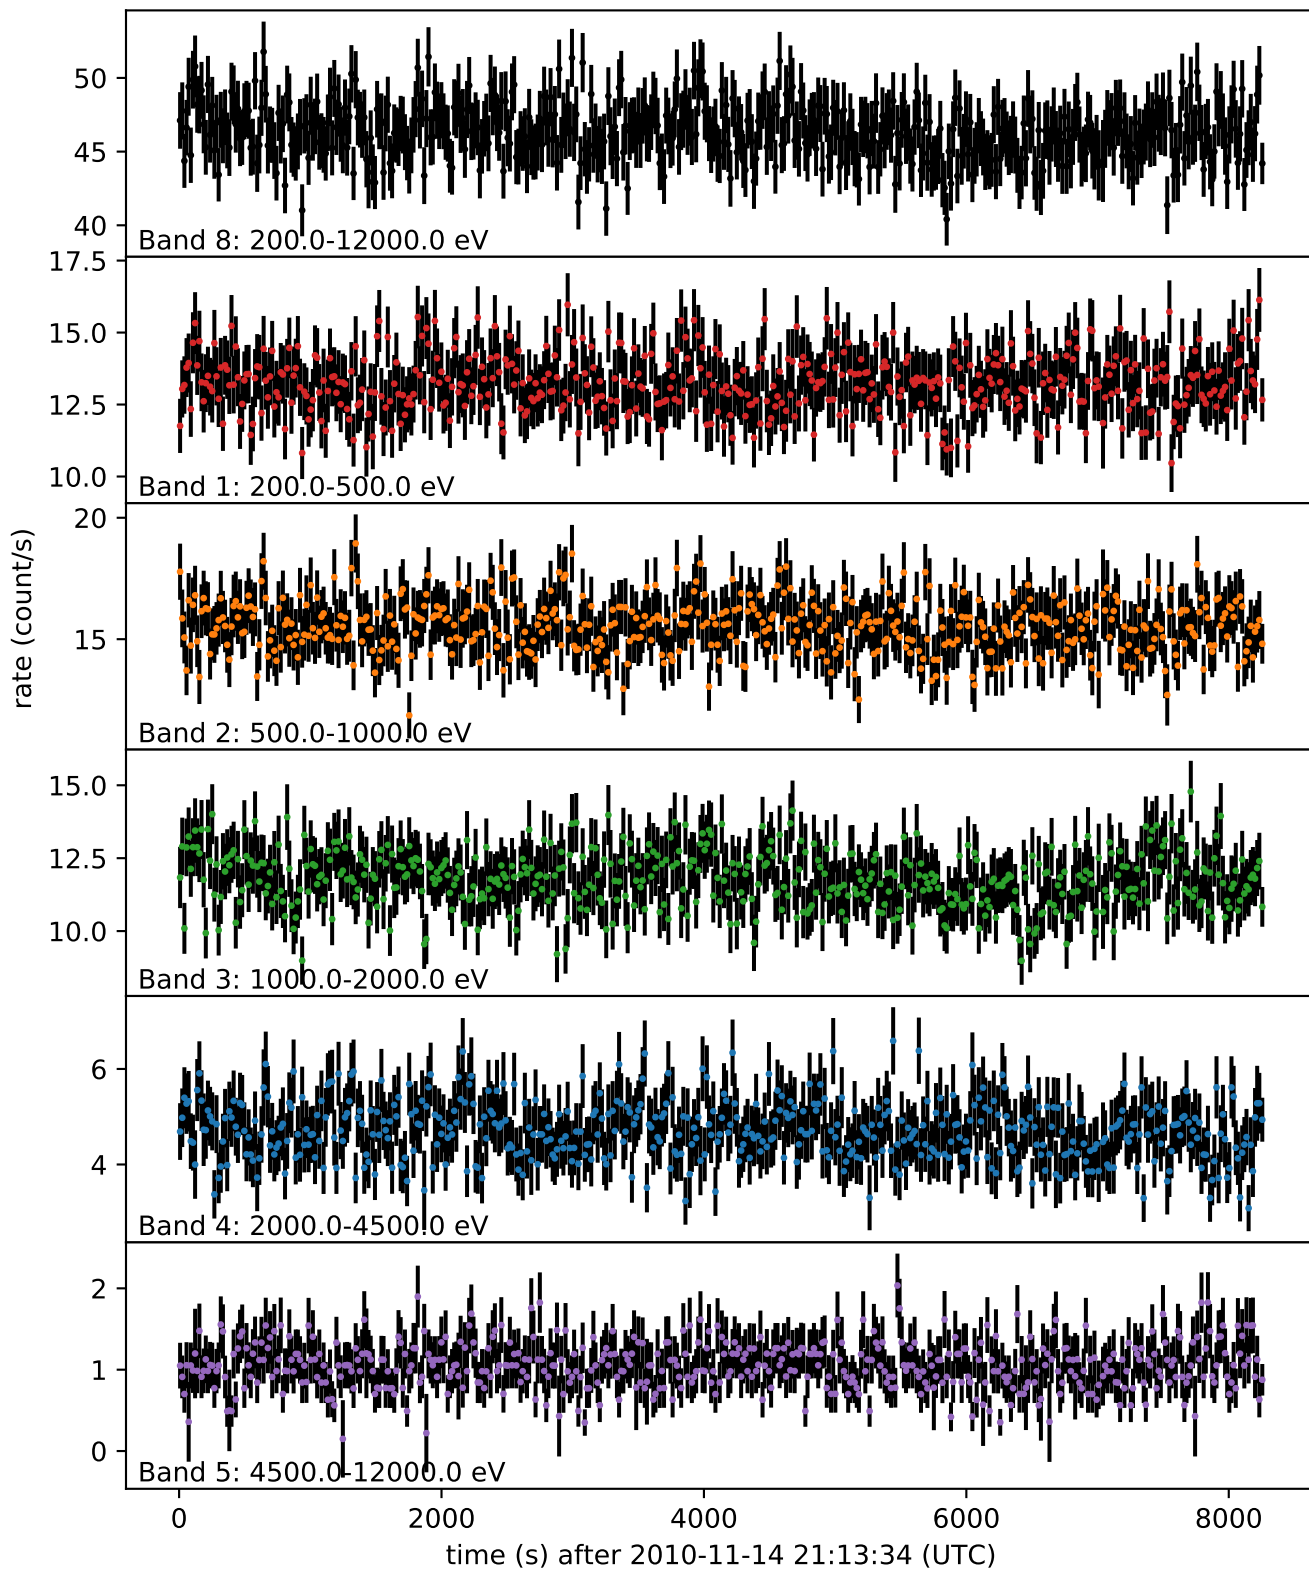 50
45
40
Band 8: 200.0-12000.0 eV
17.5
15.0
12.5
10.0
Band 1: 200.0-500.0 eV
20
15
Band 2: 500.0-1000.0 eV
rate (count/s)
15.0
12.5
10.0
Band 3: 1000.0-2000.0 eV
6
4
Band 4: 2000.0-4500.0 eV
2
1
0
Band 5: 4500.0-12000.0 eV
0 2000 4000 6000 8000
time (s) after 2010-11-14 21:13:34 (UTC)